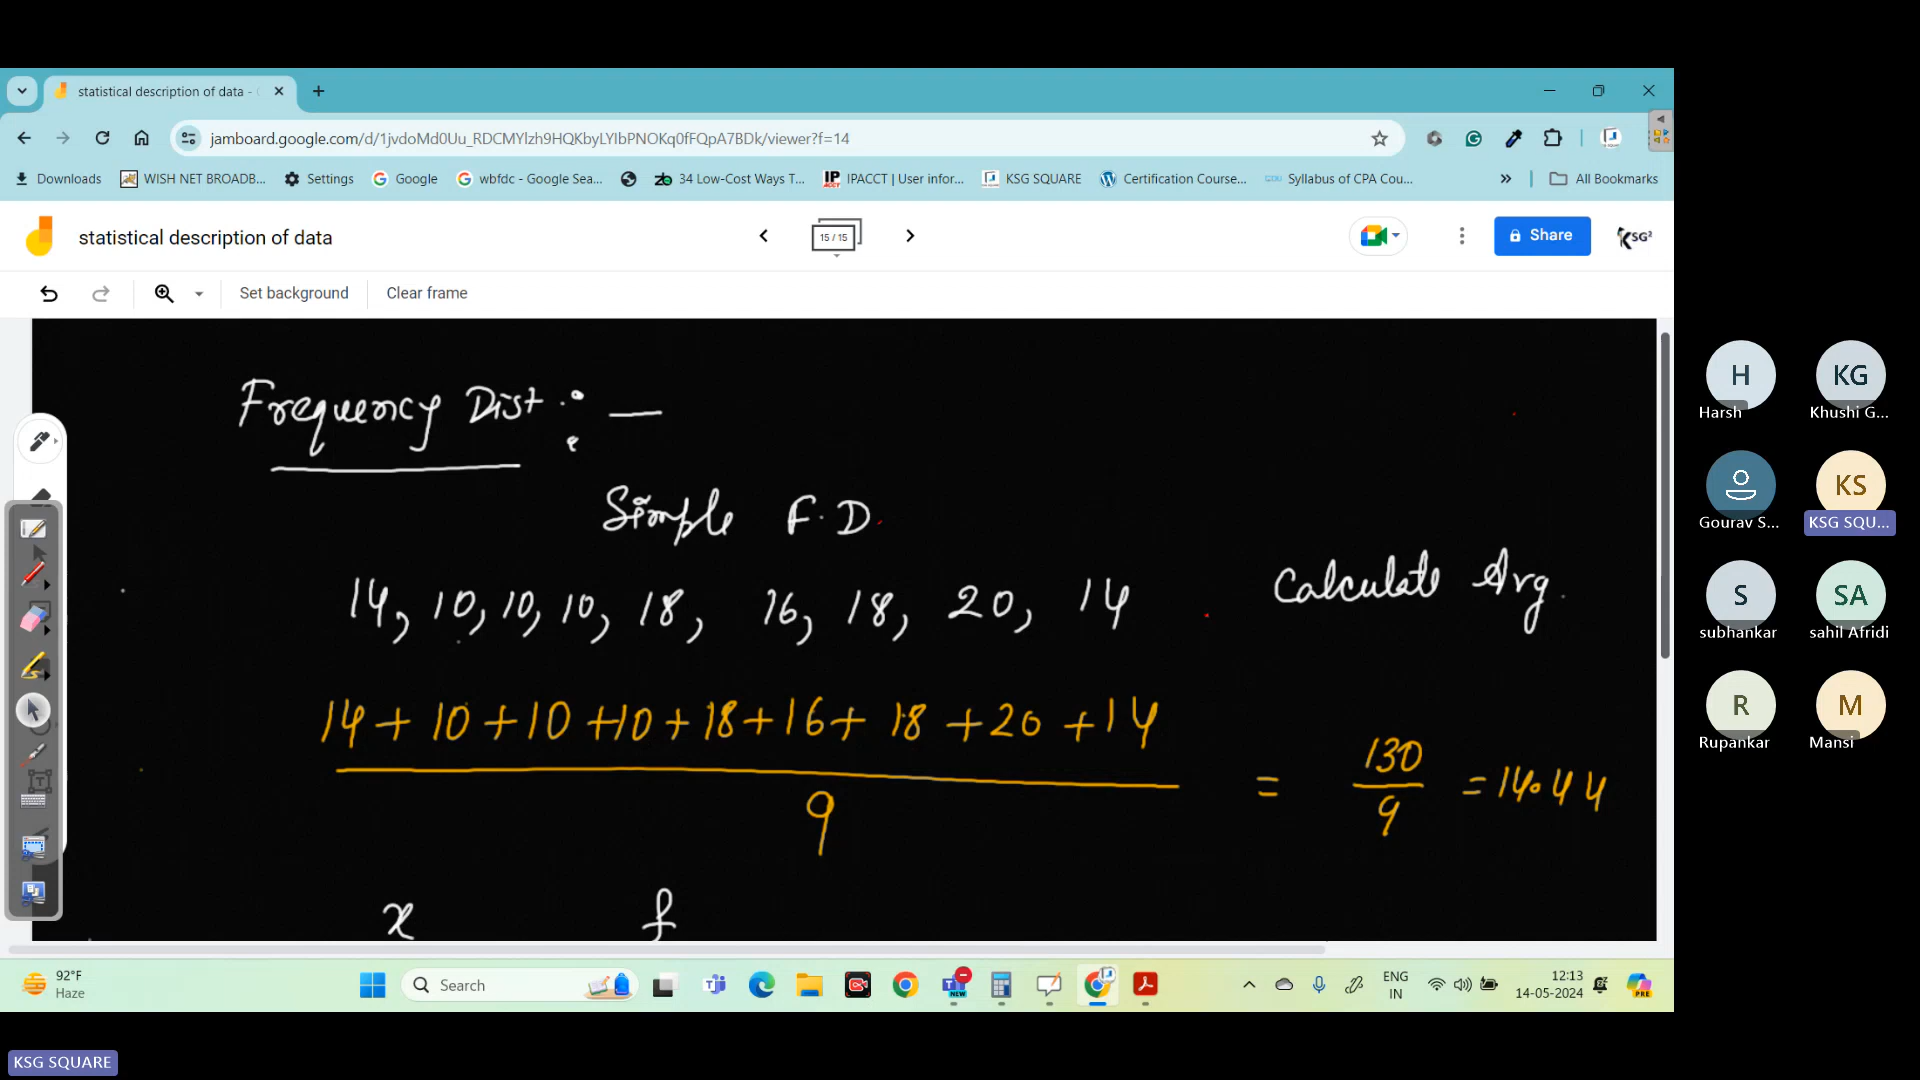 statistical description of data -
jamboard.google.com/d/1jvdoMd0Uu_RDCMYlzh9HQKbyLYlbPNOKq0fFQpA7BDk/viewer?f=14
Downloads WISH NET BROADB... Settings Google wbfdc - Google Sea... 34 Low-Cost Ways T... IPACCT | User infor... KSG SQUARE Certification Course... Syllabus of CPA Cou... » All Bookmarks
statistical description of data 15 / 15 Share KSG²
Set background Clear frame
Frequency Dist :—
Simple F.D.
14, 10, 10, 10, 18, 16, 18, 20, 14 . Calculate Avg.
14 + 10 + 10 + 10 + 18 + 16 + 18 + 20 + 14
9
=
130
9
= 14.44
x f
H
Harsh
KG
Khushi G...
Gourav S...
KS
KSG SQU...
S
subhankar
SA
sahil Afridi
R
Rupankar
M
Mansi
92°F
Haze
Search
NEW
ENG
IN
12:13
14-05-2024
PRE
KSG SQUARE